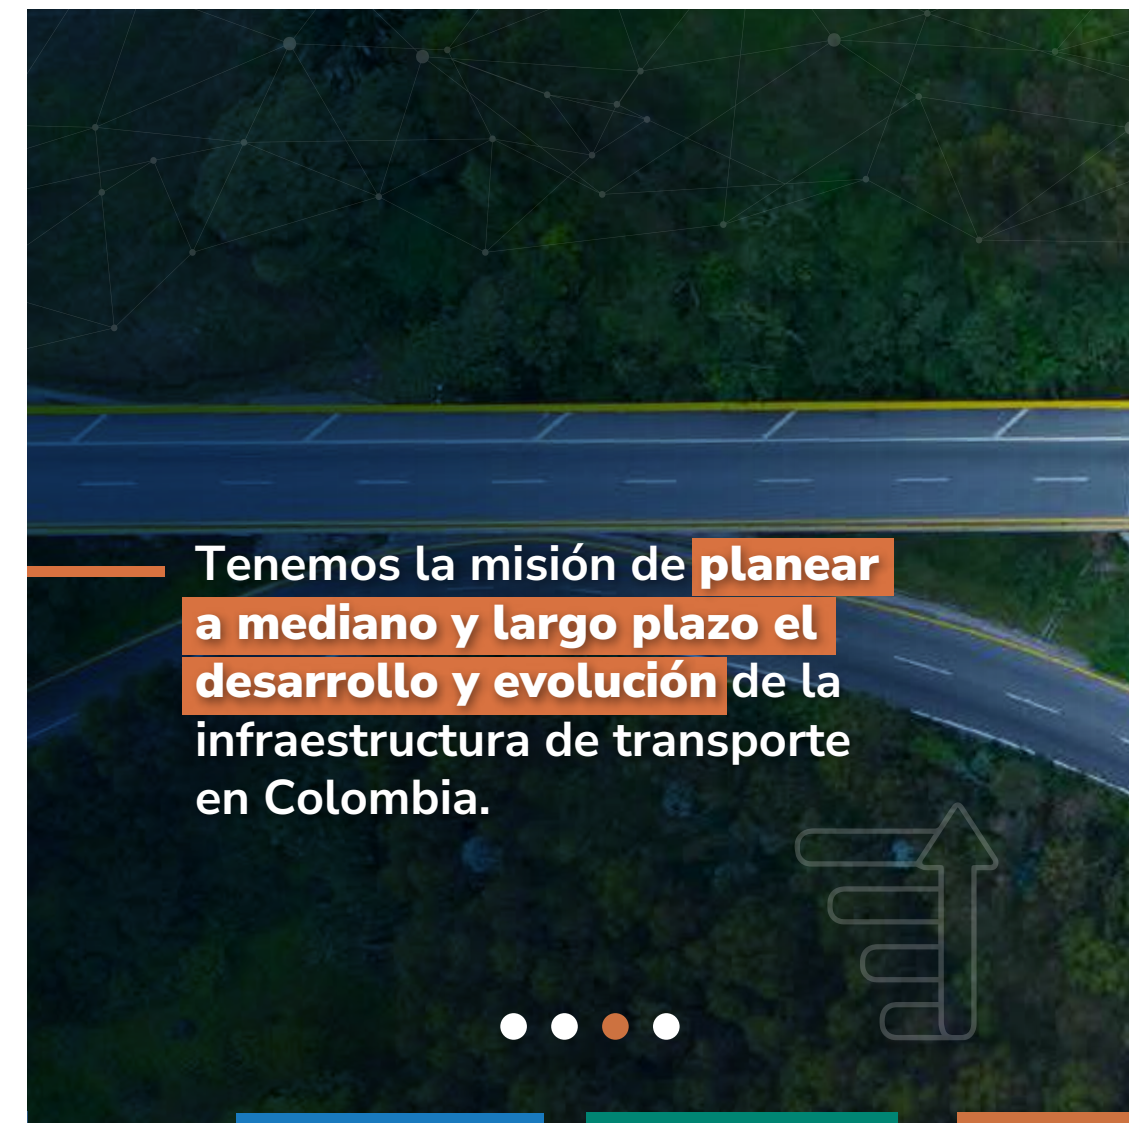 Tenemos la misión de planear
a mediano y largo plazo el
desarrollo y evolución de la
infraestructura de transporte
en Colombia.